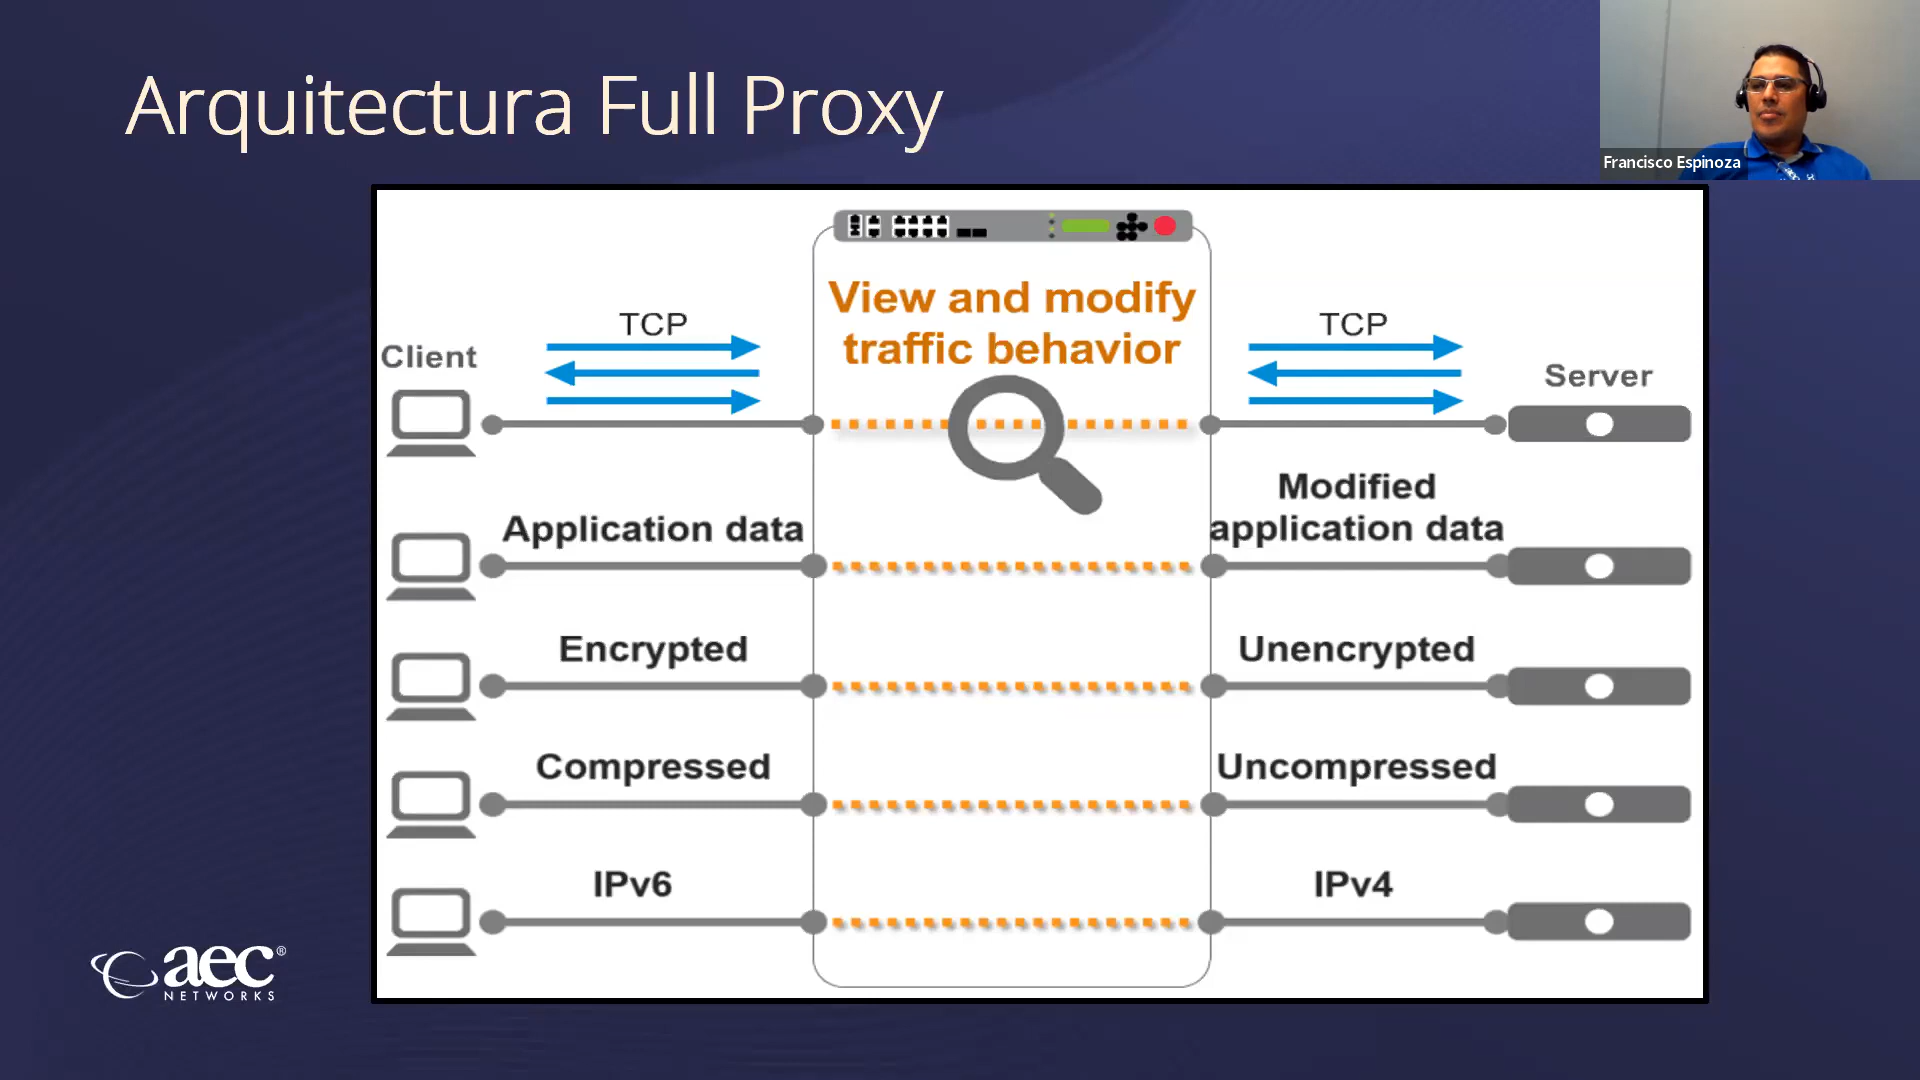 Arquitectura Full Proxy
Francisco Espinoza
View and modify
traffic behavior
TCP
TCP
Client
Server
Application data
Modified
application data
Encrypted
Unencrypted
Compressed
Uncompressed
IPv6
IPv4
aec®
NETWORKS